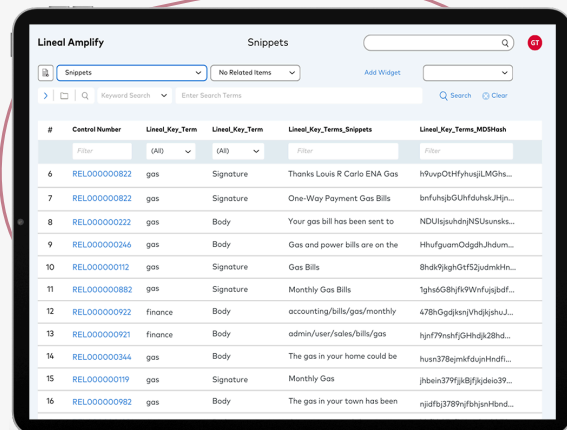 Lineal Amplify Snippets GT
Snippets No Related Items Add Widget
Keyword Search Enter Search Terms Search Clear
# Control Number Lineal_Key_Term Lineal_Key_Term Lineal_Key_Terms_Snippets Lineal_Key_Terms_MD5Hash
Filter (All) (All) Filter Filter
6 REL000000822 gas Signature Thanks Louis R Carlo ENA Gas h9uvpOtHfyhusjiLMGhs...
7 REL000000822 gas Signature One-Way Payment Gas Bills bnfuhsjbGUhfduhskJHjn...
8 REL000000222 gas Body Your gas bill has been sent to NDUIsjsuhdnjNSUsunsks...
9 REL000000246 gas Body Gas and power bills are on the HhufguamOdgdhJhdum...
10 REL000000112 gas Signature Gas Bills 8hdk9jkghGtf52judmkHn...
11 REL000000882 gas Signature Monthly Gas Bills 1ghs6G8hjfk9Wnfujsjbdf...
12 REL000000922 finance Body accounting/bills/gas/monthly 478hGgdjksnjVhdjkjshuJ...
13 REL000000921 finance Body admin/user/sales/bills/gas hjnf79nshfjGHhdjk28hd...
14 REL000000344 gas Body The gas in your home could be husn378ejmkfdujnHndfi...
15 REL000000119 gas Signature Monthly Gas jhbein379fjjkBjfjkjdeio39...
16 REL000000982 gas Body The gas in your town has been njidfbj3789njfbhjsnHbnd...